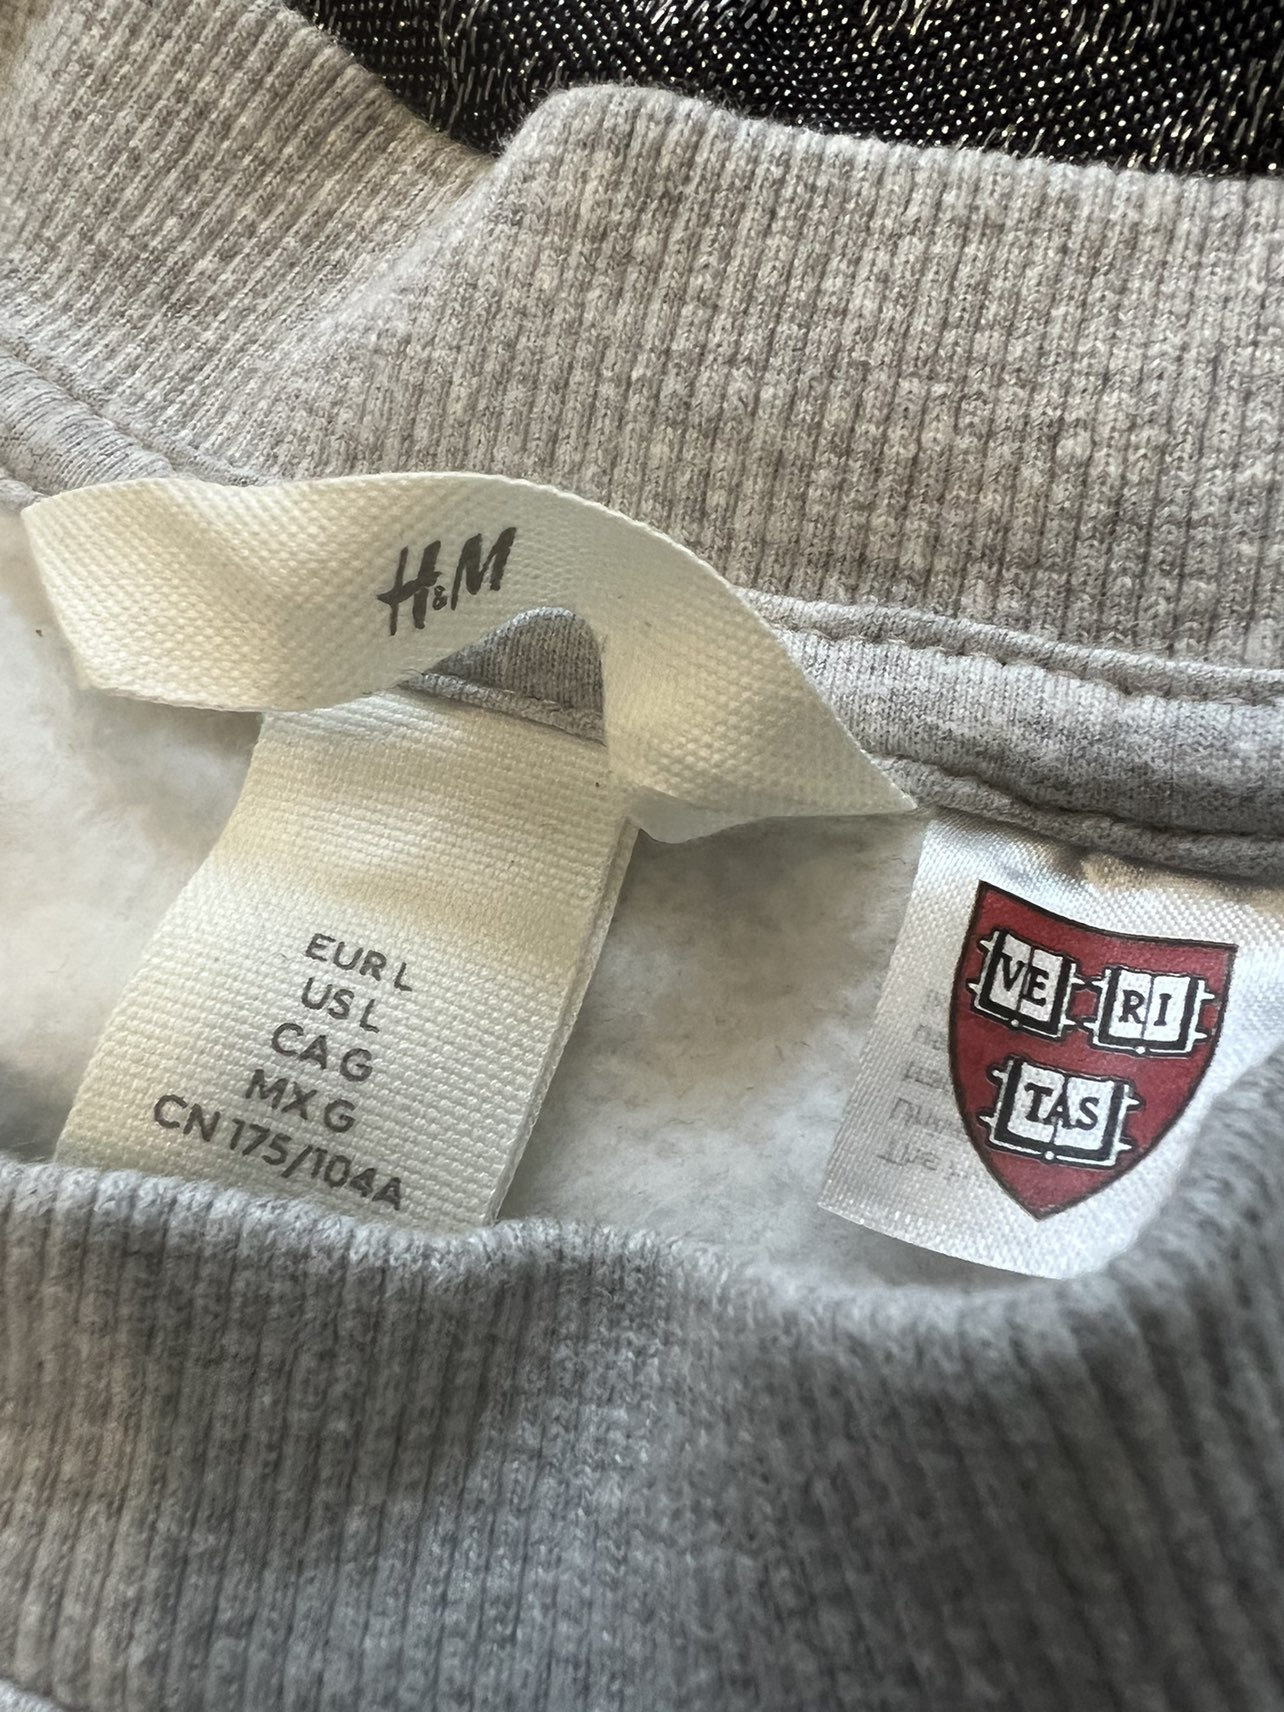 H&M
EUR L
US L
CA G
MX G
CN 175/104A
VE RI
TAS